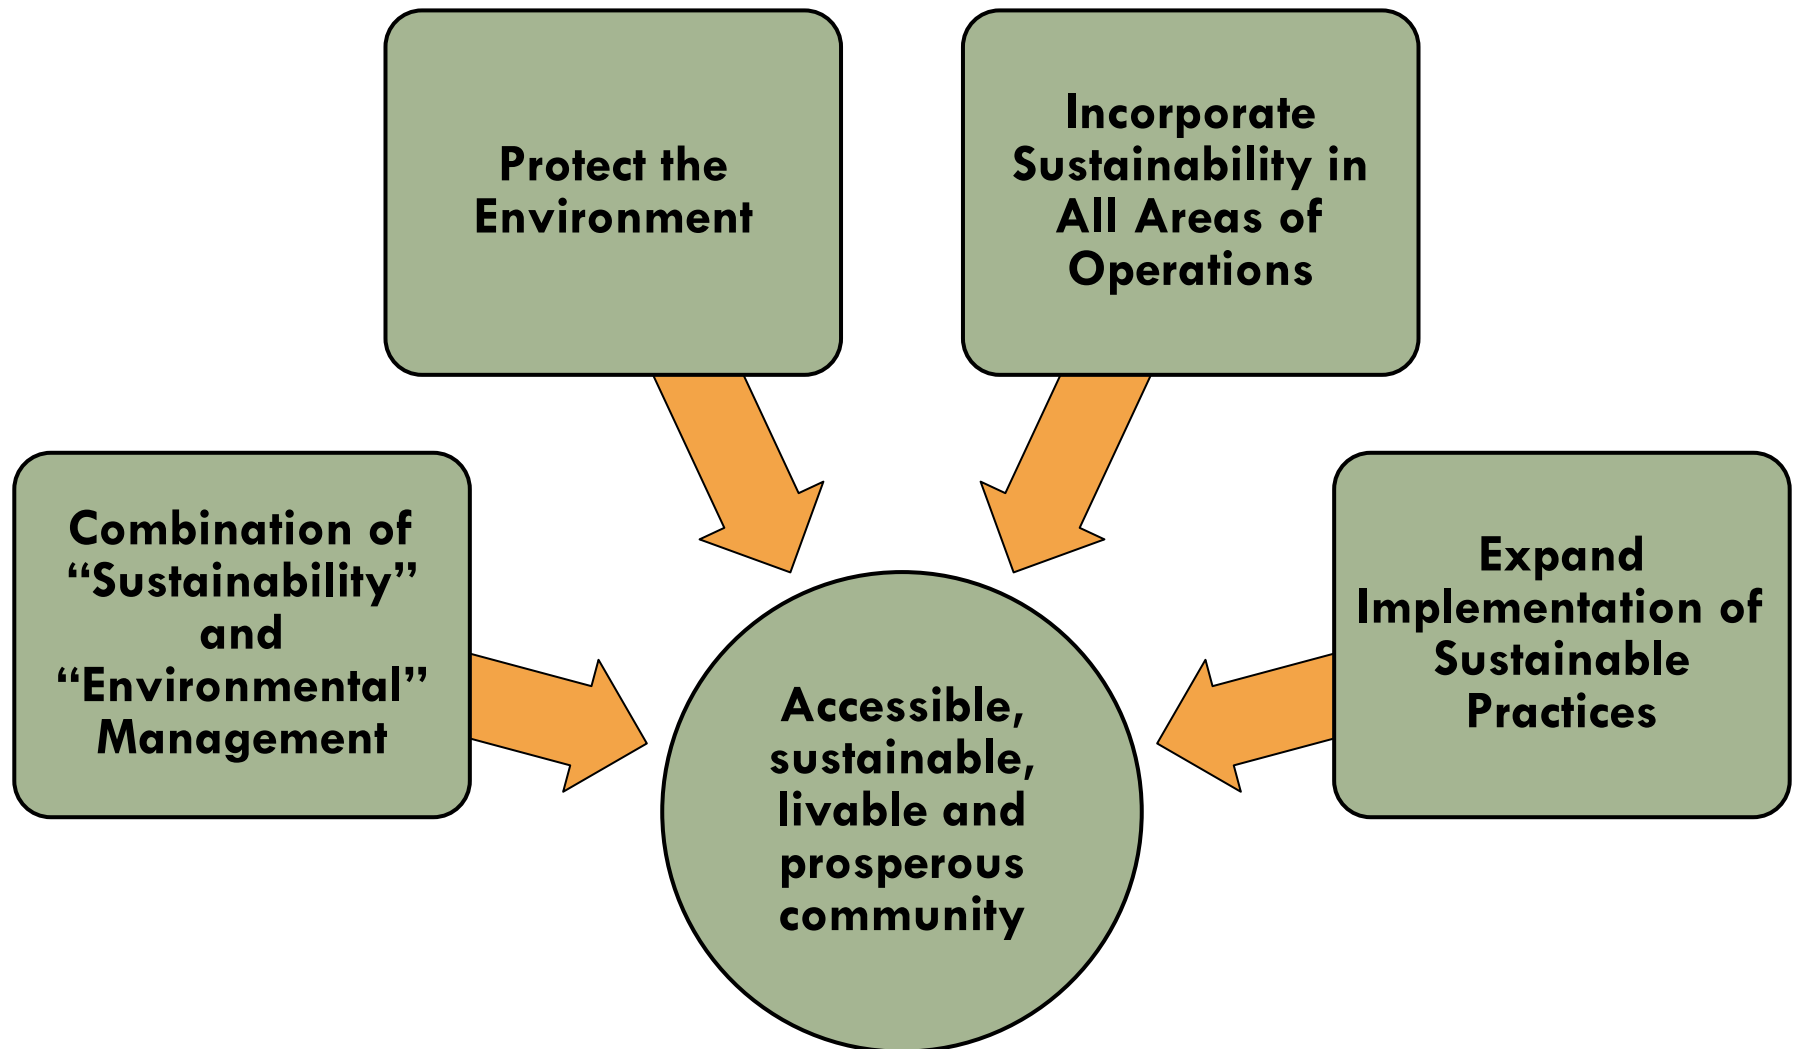 Protect the
Environment
Incorporate
Sustainability in
All Areas of
Operations
Combination of
“Sustainability”
and
“Environmental”
Management
Expand
Implementation of
Sustainable
Practices
Accessible,
sustainable,
livable and
prosperous
community